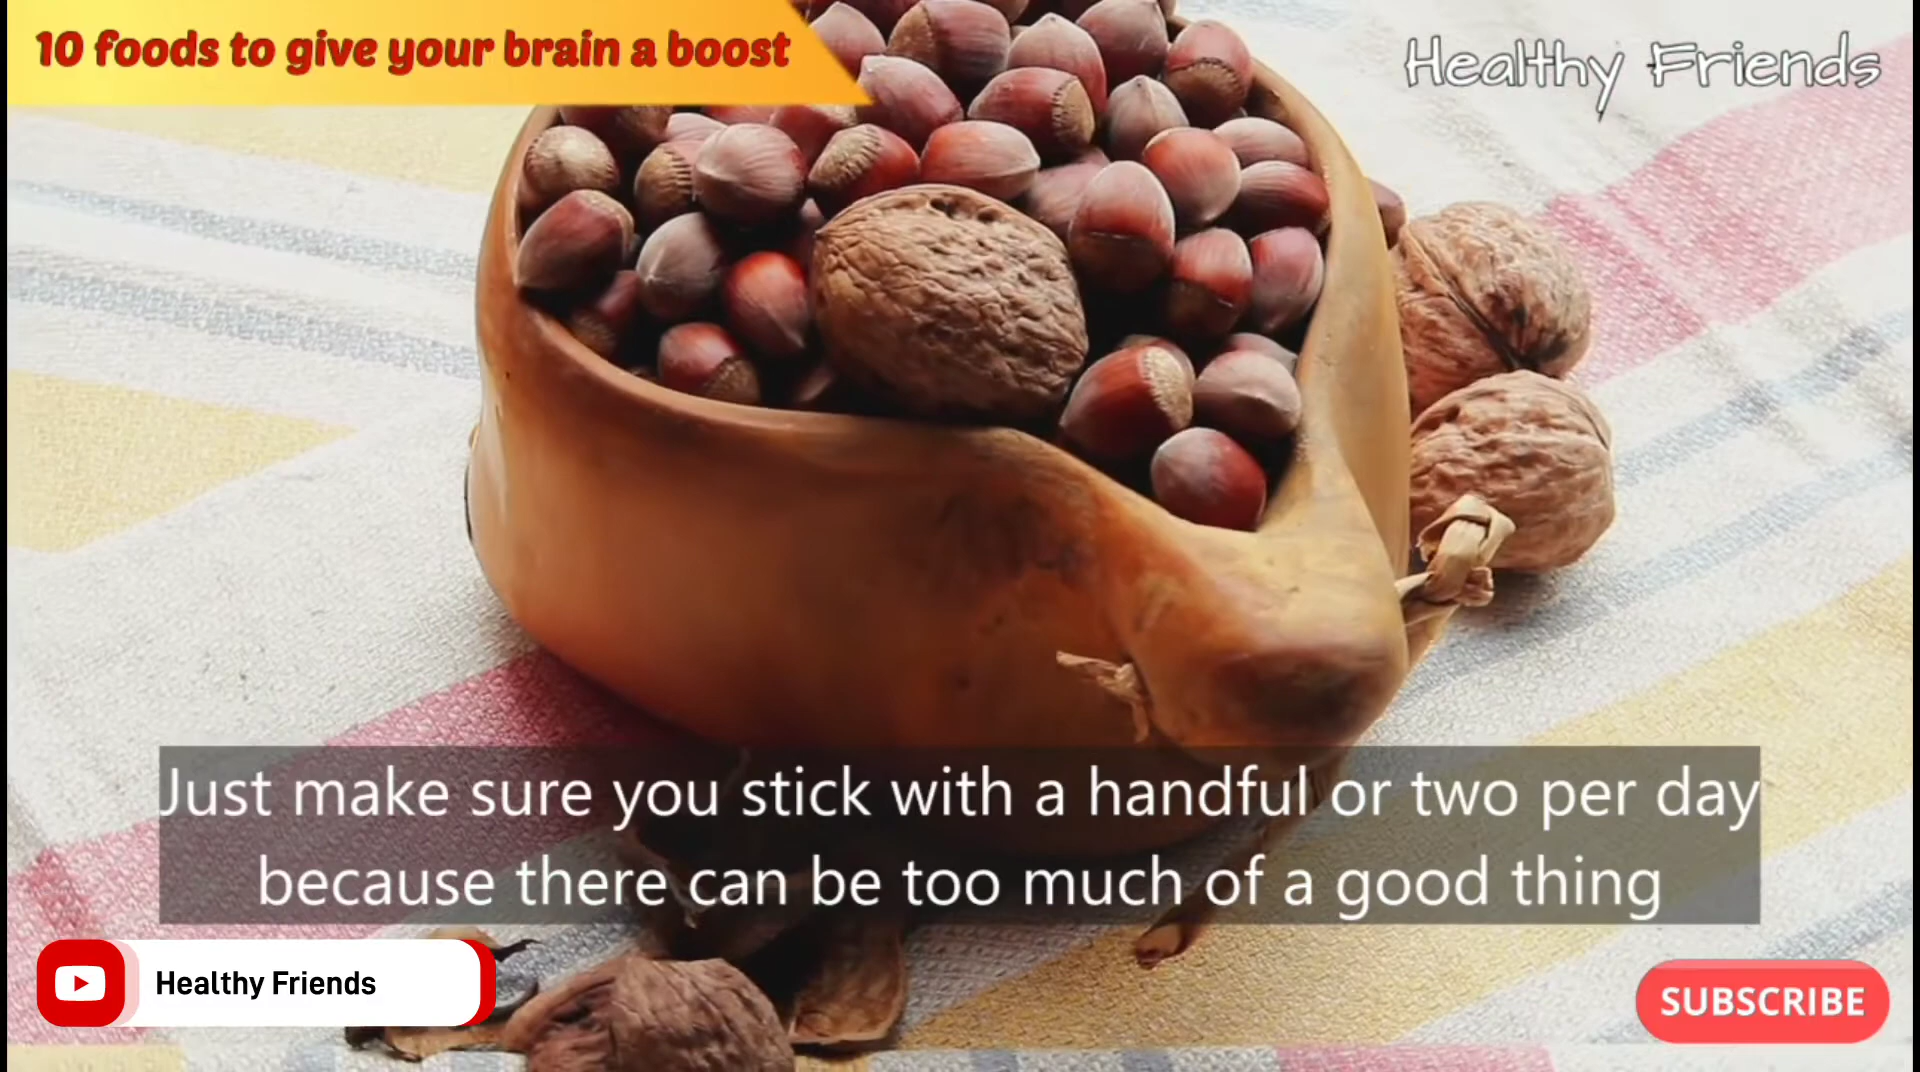 10 foods to give your brain a boost
Healthy Friends
Just make sure you stick with a handful or two per day
because there can be too much of a good thing
Healthy Friends
SUBSCRIBE